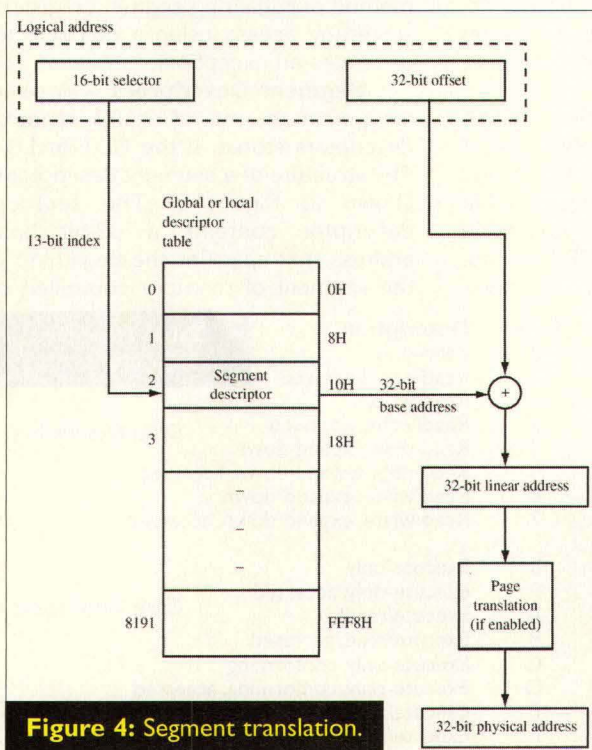 Logical address
16-bit selector
32-bit offset
Global or local
descriptor
table
13-bit index
0
0H
1
8H
2
Segment
descriptor
10H
32-bit
base address
+
3
18H
32-bit linear address
–
–
Page
translation
(if enabled)
8191
FFF8H
32-bit physical address
Figure 4: Segment translation.